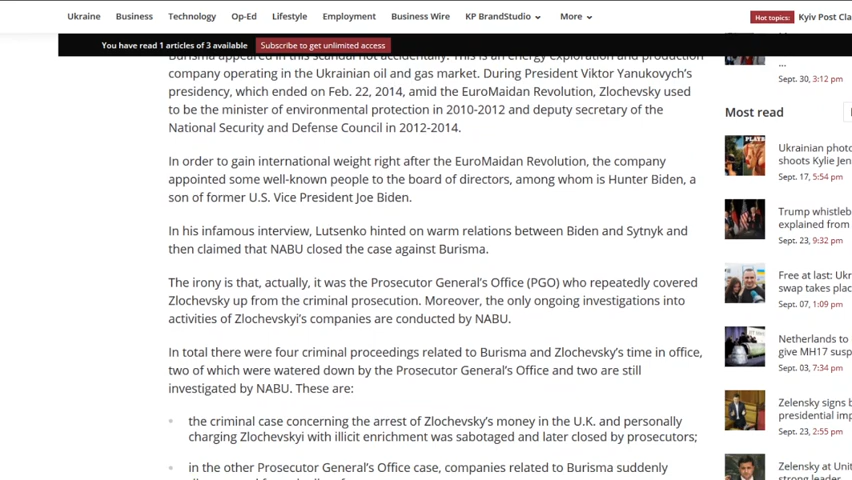 Ukraine Business Technology Op-Ed Lifestyle Employment Business Wire KP BrandStudio More Hot topics: Kyiv Post Cla
You have read 1 articles of 3 available Subscribe to get unlimited access
Burisma appeared in this scandal not accidentally. This is an energy exploration and production
company operating in the Ukrainian oil and gas market. During President Viktor Yanukovych's
presidency, which ended on Feb. 22, 2014, amid the EuroMaidan Revolution, Zlochevsky used
to be the minister of environmental protection in 2010-2012 and deputy secretary of the
National Security and Defense Council in 2012-2014.
In order to gain international weight right after the EuroMaidan Revolution, the company
appointed some well-known people to the board of directors, among whom is Hunter Biden, a
son of former U.S. Vice President Joe Biden.
In his infamous interview, Lutsenko hinted on warm relations between Biden and Sytnyk and
then claimed that NABU closed the case against Burisma.
The irony is that, actually, it was the Prosecutor General's Office (PGO) who repeatedly covered
Zlochevsky up from the criminal prosecution. Moreover, the only ongoing investigations into
activities of Zlochevskyi's companies are conducted by NABU.
In total there were four criminal proceedings related to Burisma and Zlochevsky's time in office,
two of which were watered down by the Prosecutor General's Office and two are still
investigated by NABU. These are:
the criminal case concerning the arrest of Zlochevsky's money in the U.K. and personally
charging Zlochevskyi with illicit enrichment was sabotaged and later closed by prosecutors;
in the other Prosecutor General's Office case, companies related to Burisma suddenly
...
Sept. 30, 3:12 pm
Most read
Ukrainian photo
shoots Kylie Jen
Sept. 17, 5:54 pm
Trump whistleb
explained from
Sept. 23, 9:32 pm
Free at last: Ukr
swap takes plac
Sept. 07, 1:09 pm
Netherlands to
give MH17 susp
Sept. 03, 7:34 pm
Zelensky signs b
presidential imp
Sept. 23, 2:55 pm
Zelensky at Unit
strong leader